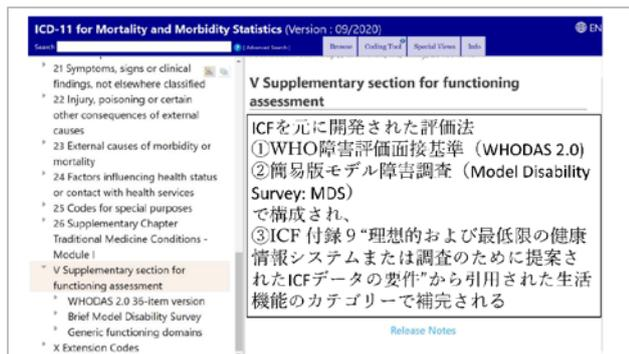 ICD-11 for Mortality and Morbidity Statistics (Version : 09/2020)
EN
Search
[ Advanced Search ]
Browse
Coding Tool
Special Views
Info
21 Symptoms, signs or clinical
findings, not elsewhere classified
22 Injury, poisoning or certain
other consequences of external
causes
23 External causes of morbidity or
mortality
24 Factors influencing health status
or contact with health services
25 Codes for special purposes
26 Supplementary Chapter
Traditional Medicine Conditions -
Module I
V Supplementary section for
functioning assessment
WHODAS 2.0 36-item version
Brief Model Disability Survey
Generic functioning domains
X Extension Codes
V Supplementary section for functioning
assessment
ICFを元に開発された評価法
①WHO障害評価面接基準（WHODAS 2.0)
②簡易版モデル障害調査（Model Disability
Survey: MDS）
で構成され、
③ICF 付録９“理想的および最低限の健康
情報システムまたは調査のために提案さ
れたICFデータの要件”から引用された生活
機能のカテゴリーで補完される
Release Notes